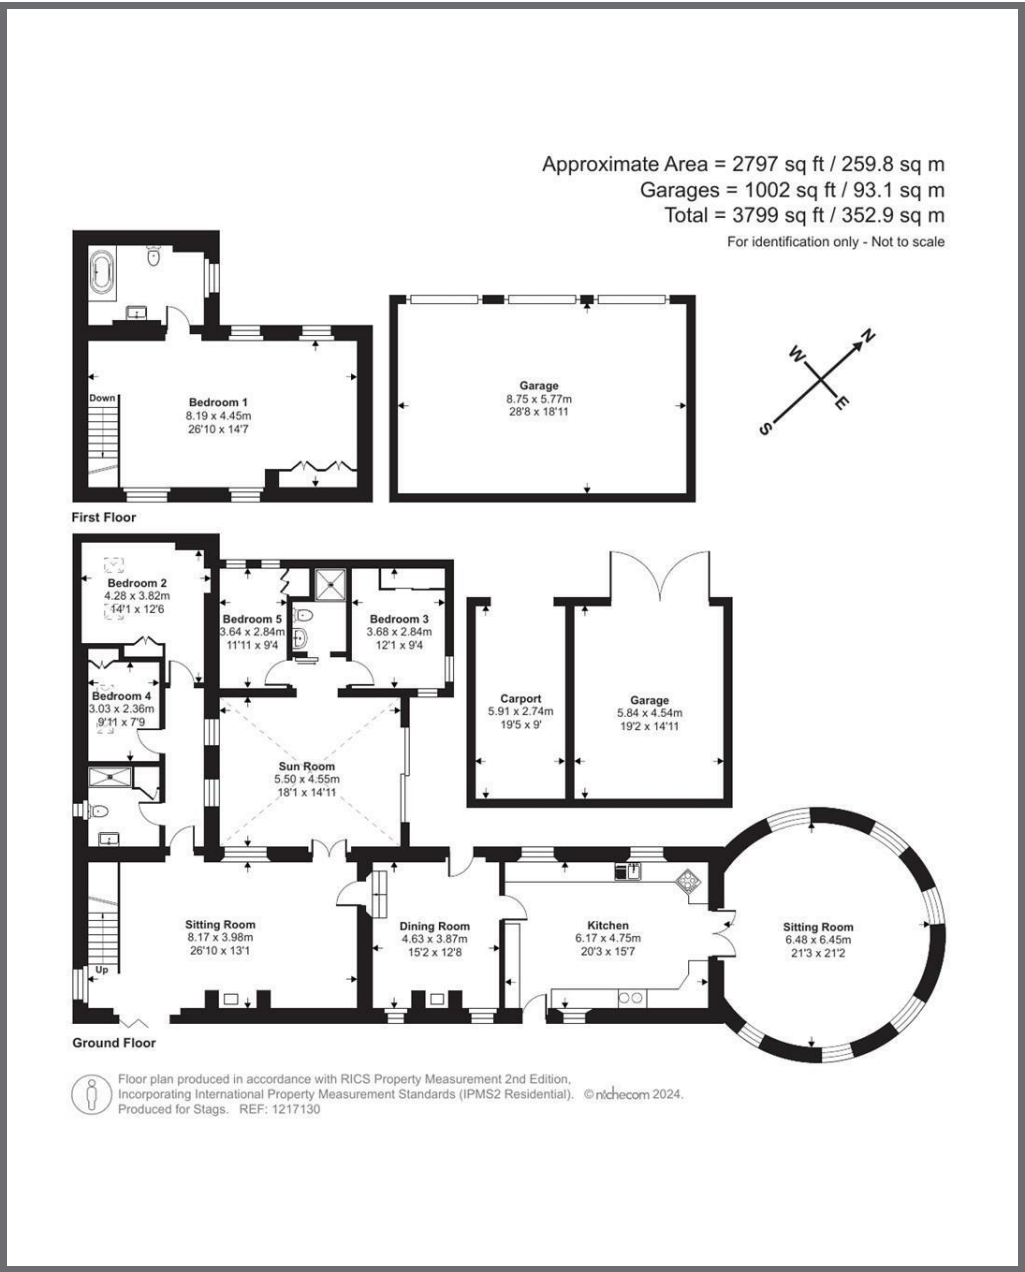 Approximate Area = 2797 sq ft / 259.8 sq m
Garages = 1002 sq ft / 93.1 sq m
Total = 3799 sq ft / 352.9 sq m
For identification only - Not to scale
N
W
E
S
Down
Bedroom 1
8.19 x 4.45m
26'10 x 14'7
Garage
8.75 x 5.77m
28'8 x 18'11
First Floor
Bedroom 2
4.28 x 3.82m
14'1 x 12'6
Bedroom 5
3.64 x 2.84m
11'11 x 9'4
Bedroom 3
3.68 x 2.84m
12'1 x 9'4
Bedroom 4
3.03 x 2.36m
9'11 x 7'9
Carport
5.91 x 2.74m
19'5 x 9'
Garage
5.84 x 4.54m
19'2 x 14'11
Sun Room
5.50 x 4.55m
18'1 x 14'11
Sitting Room
8.17 x 3.98m
26'10 x 13'1
Up
Dining Room
4.63 x 3.87m
15'2 x 12'8
Kitchen
6.17 x 4.75m
20'3 x 15'7
Sitting Room
6.48 x 6.45m
21'3 x 21'2
Ground Floor
Floor plan produced in accordance with RICS Property Measurement 2nd Edition,
Incorporating International Property Measurement Standards (IPMS2 Residential). © nichecom 2024.
Produced for Stags. REF: 1217130